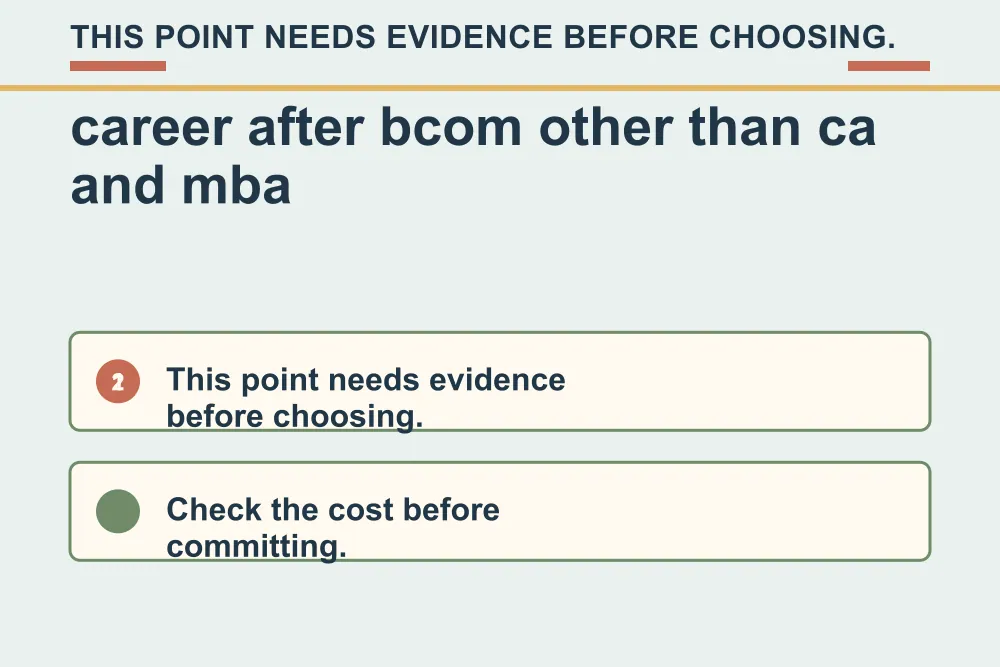 THIS POINT NEEDS EVIDENCE BEFORE CHOOSING.
career after bcom other than ca
and mba
2 This point needs evidence
before choosing.
Check the cost before
committing.